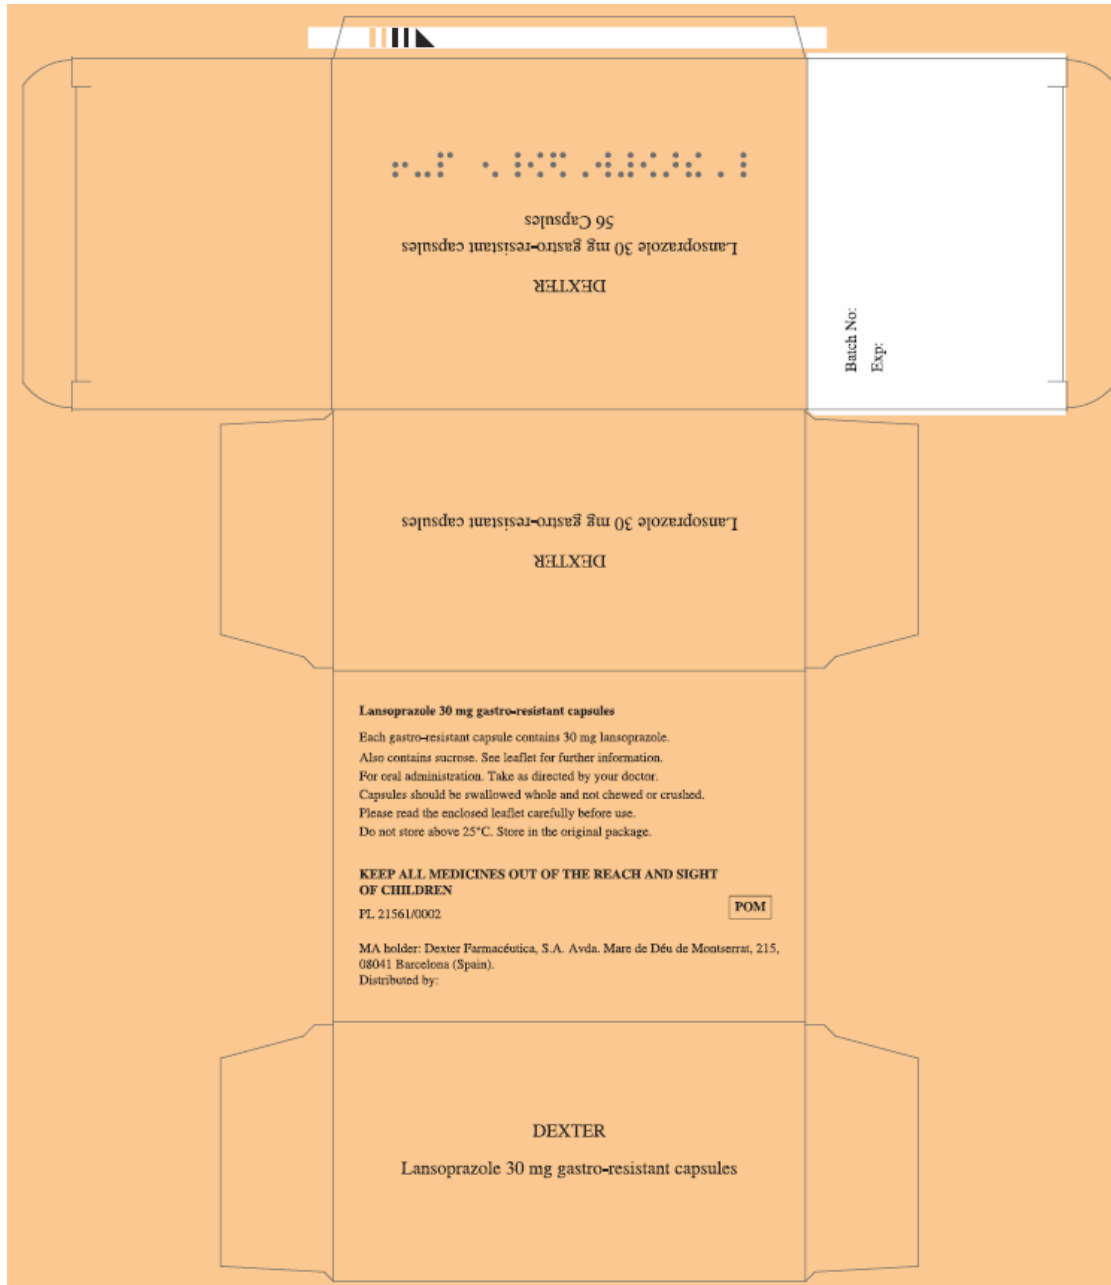 56 Capsules
Lansoprazole 30 mg gastro-resistant capsules
DEXTER
Batch No:
Exp:
Lansoprazole 30 mg gastro-resistant capsules
DEXTER
Lansoprazole 30 mg gastro-resistant capsules
Each gastro-resistant capsule contains 30 mg lansoprazole.
Also contains sucrose. See leaflet for further information.
For oral administration. Take as directed by your doctor.
Capsules should be swallowed whole and not chewed or crushed.
Please read the enclosed leaflet carefully before use.
Do not store above 25°C. Store in the original package.
KEEP ALL MEDICINES OUT OF THE REACH AND SIGHT
OF CHILDREN
PL 21561/0002
POM
MA holder: Dexter Farmacéutica, S.A. Avda. Mare de Déu de Montserrat, 215,
08041 Barcelona (Spain).
Distributed by:
DEXTER
Lansoprazole 30 mg gastro-resistant capsules